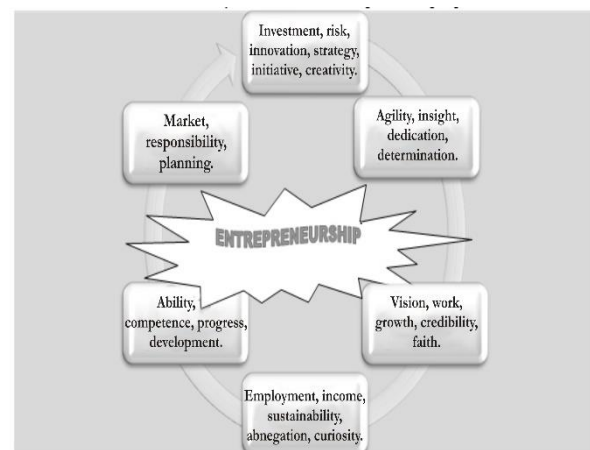 Investment, risk,
innovation, strategy,
initiative, creativity.
Agility, insight,
dedication,
determination.
Market,
responsibility,
planning.
ENTREPRENEURSHIP
Vision, work,
growth, credibility,
faith.
Ability,
competence, progress,
development.
Employment, income,
sustainability,
abnegation, curiosity.